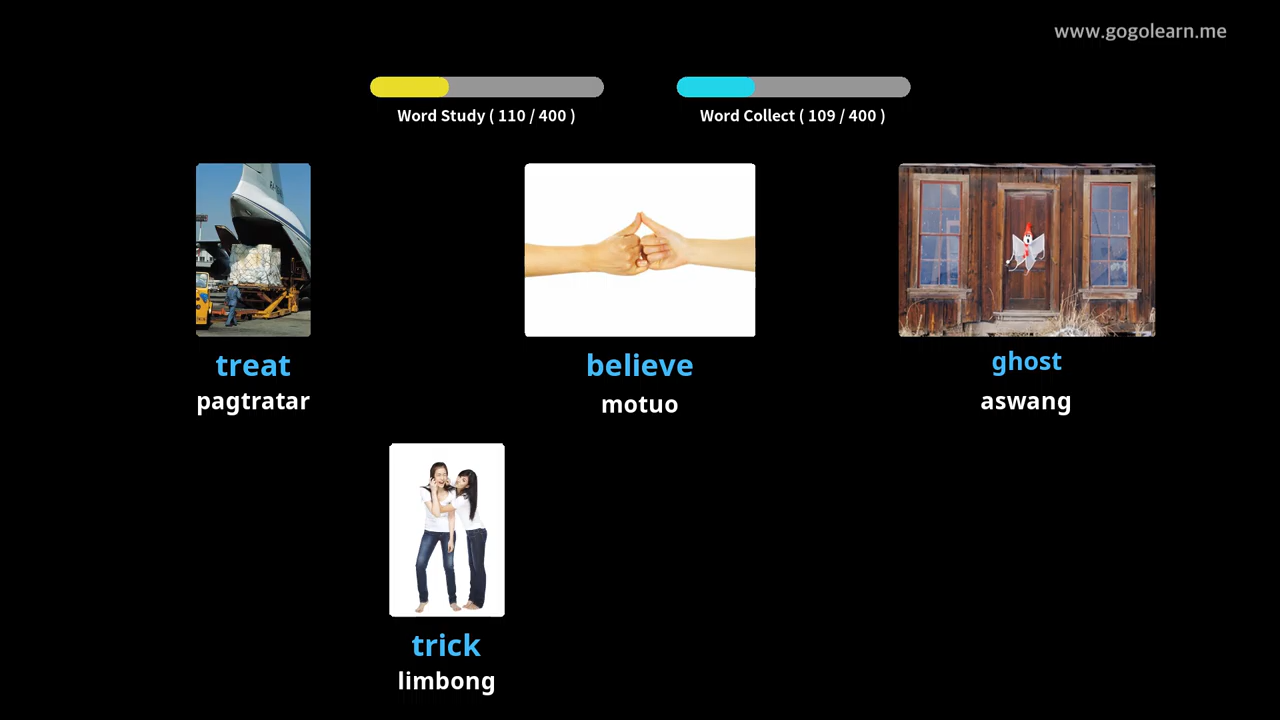 www.gogolearn.me
Word Study ( 110 / 400 )
Word Collect ( 109 / 400 )
treat
believe
ghost
pagtratar
motuo
aswang
trick
limbong